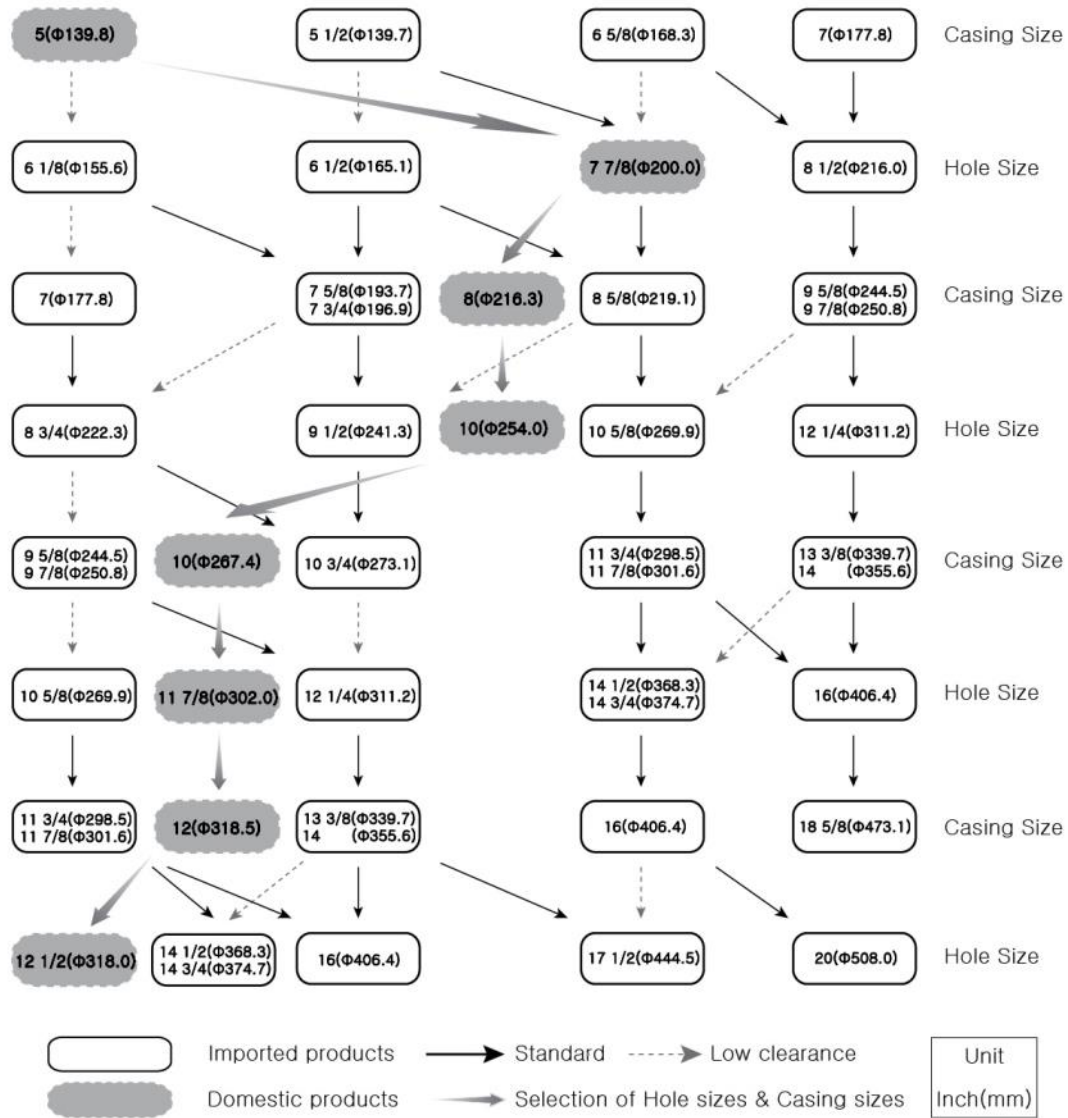 5(Φ139.8) 5 1/2(Φ139.7) 6 5/8(Φ168.3) 7(Φ177.8) Casing Size
6 1/8(Φ155.6) 6 1/2(Φ165.1) 7 7/8(Φ200.0) 8 1/2(Φ216.0) Hole Size
7(Φ177.8)
7 5/8(Φ193.7)
7 3/4(Φ196.9)
8(Φ216.3)
8 5/8(Φ219.1)
9 5/8(Φ244.5)
9 7/8(Φ250.8)
Casing Size
8 3/4(Φ222.3) 9 1/2(Φ241.3) 10(Φ254.0) 10 5/8(Φ269.9) 12 1/4(Φ311.2) Hole Size
9 5/8(Φ244.5)
9 7/8(Φ250.8)
10(Φ267.4)
10 3/4(Φ273.1)
11 3/4(Φ298.5)
11 7/8(Φ301.6)
13 3/8(Φ339.7)
14 (Φ355.6)
Casing Size
10 5/8(Φ269.9)
11 7/8(Φ302.0)
12 1/4(Φ311.2)
14 1/2(Φ368.3)
14 3/4(Φ374.7)
16(Φ406.4)
Hole Size
11 3/4(Φ298.5)
11 7/8(Φ301.6)
12(Φ318.5)
13 3/8(Φ339.7)
14 (Φ355.6)
16(Φ406.4)
18 5/8(Φ473.1)
Casing Size
12 1/2(Φ318.0)
14 1/2(Φ368.3)
14 3/4(Φ374.7)
16(Φ406.4)
17 1/2(Φ444.5)
20(Φ508.0)
Hole Size
Imported products Standard Low clearance
Domestic products Selection of Hole sizes & Casing sizes
Unit
Inch(mm)